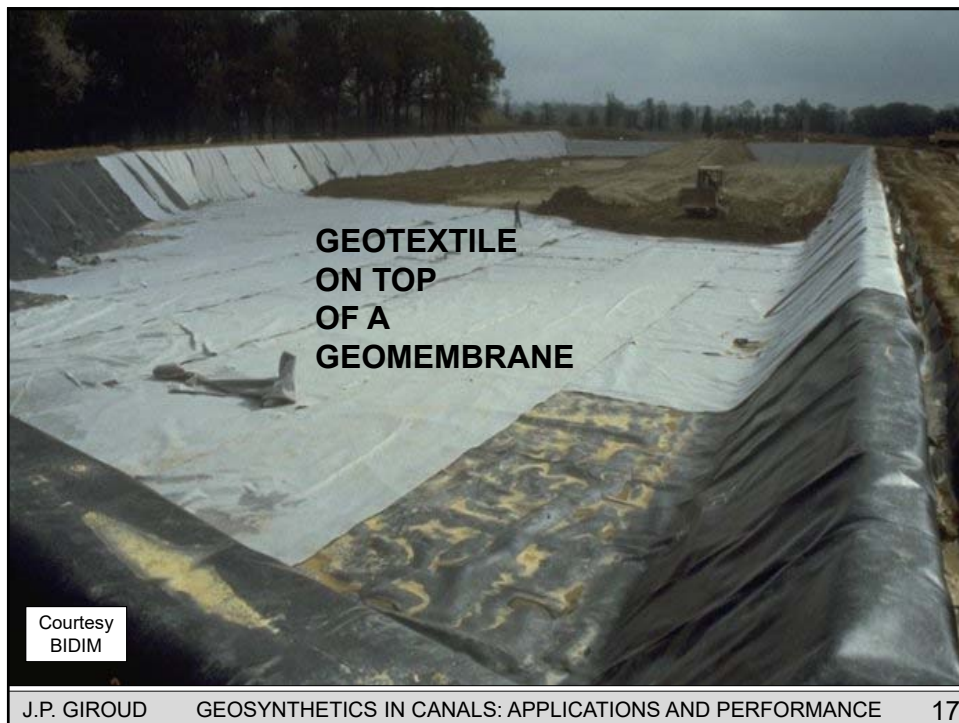 GEOTEXTILE
ON TOP
OF A
GEOMEMBRANE
Courtesy
BIDIM
J.P. GIROUD GEOSYNTHETICS IN CANALS: APPLICATIONS AND PERFORMANCE 17